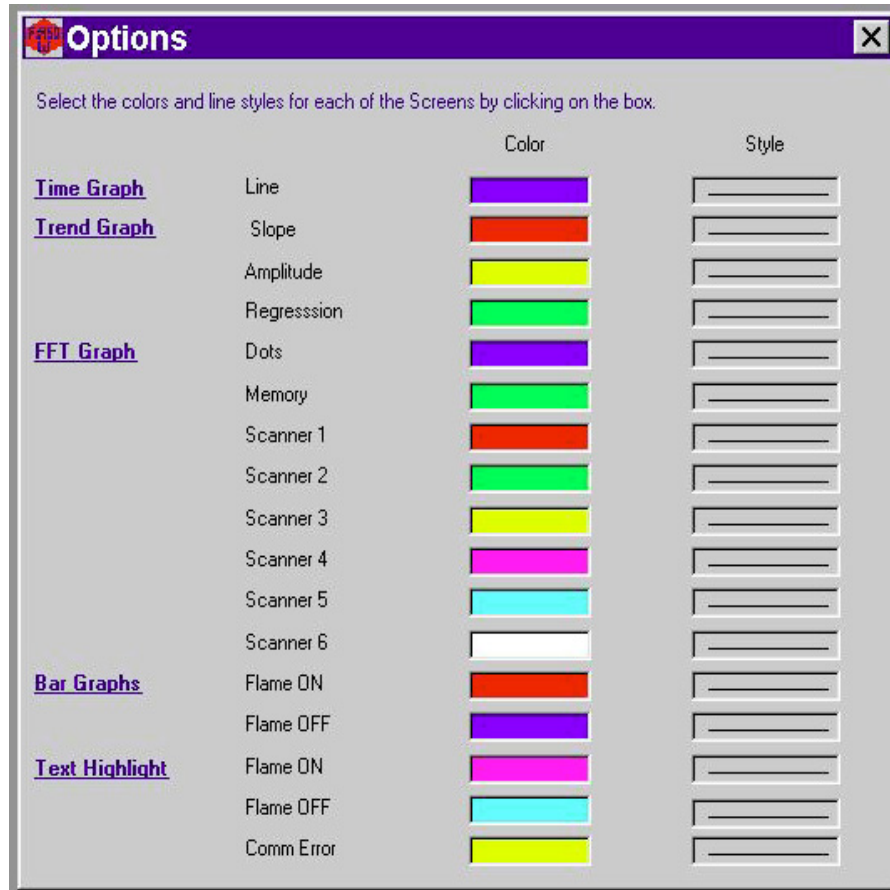 Options
Select the colors and line styles for each of the Screens by clicking on the box.
Color Style
Time Graph Line
Trend Graph Slope
Amplitude
Regresssion
FFT Graph Dots
Memory
Scanner 1
Scanner 2
Scanner 3
Scanner 4
Scanner 5
Scanner 6
Bar Graphs Flame ON
Flame OFF
Text Highlight Flame ON
Flame OFF
Comm Error